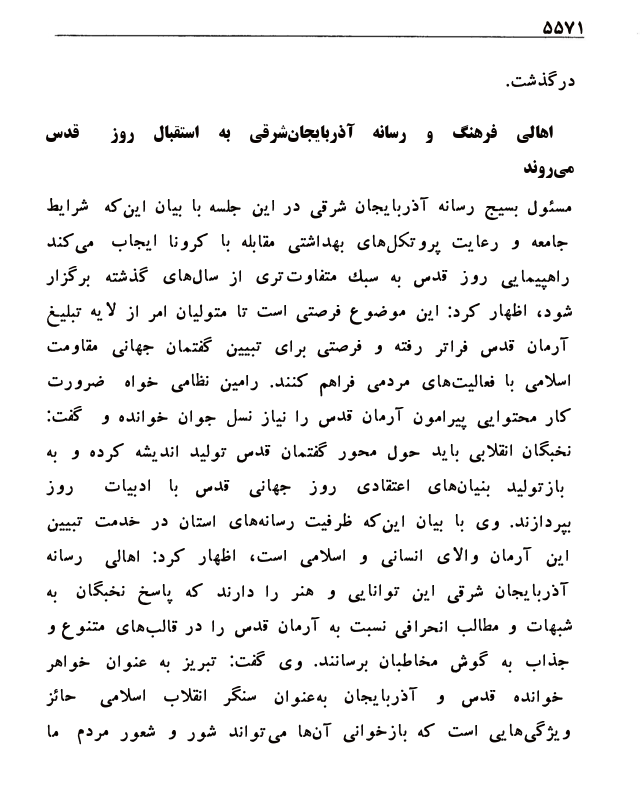 ۵۵۷۱
درگذشت.
اهالی فرهنگ و رسانه آذربایجان‌شرقی به استقبال روز قدس
می‌روند
مسئول بسیج رسانه آذربایجان شرقی در این جلسه با بیان این‌که شرایط
جامعه و رعایت پروتکل‌های بهداشتی مقابله با کرونا ایجاب می‌کند
راهپیمایی روز قدس به سبك متفاوت‌تری از سال‌های گذشته برگزار
شود، اظهار کرد: این موضوع فرصتی است تا متولیان امر از لایه تبلیغ
آرمان قدس فراتر رفته و فرصتی برای تبیین گفتمان جهانی مقاومت
اسلامی با فعالیت‌های مردمی فراهم کنند. رامین نظامی خواه ضرورت
کار محتوایی پیرامون آرمان قدس را نیاز نسل جوان خوانده و گفت:
نخبگان انقلابی باید حول محور گفتمان قدس تولید اندیشه کرده و به
بازتولید بنیان‌های اعتقادی روز جهانی قدس با ادبیات روز
بپردازند. وی با بیان این‌که ظرفیت رسانه‌های استان در خدمت تبیین
این آرمان والای انسانی و اسلامی است، اظهار کرد: اهالی رسانه
آذربایجان شرقی این توانایی و هنر را دارند که پاسخ نخبگان به
شبهات و مطالب انحرافی نسبت به آرمان قدس را در قالب‌های متنوع و
جذاب به گوش مخاطبان برسانند. وی گفت: تبریز به عنوان خواهر
خوانده قدس و آذربایجان به‌عنوان سنگر انقلاب اسلامی حائز
ویژگی‌هایی است که بازخوانی آن‌ها می‌تواند شور و شعور مردم ما